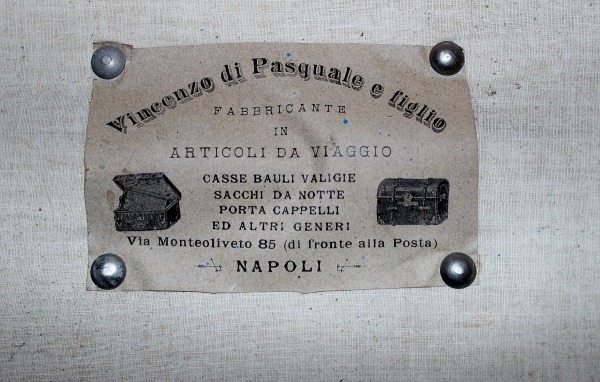 Vincenzo di Pasquale e figlio
FABBRICANTE
IN
ARTICOLI DA VIAGGIO
CASSE BAULI VALIGIE
SACCHI DA NOTTE
PORTA CAPPELLI
ED ALTRI GENERI
Via Monteoliveto 85 (di fronte alla Posta)
NAPOLI